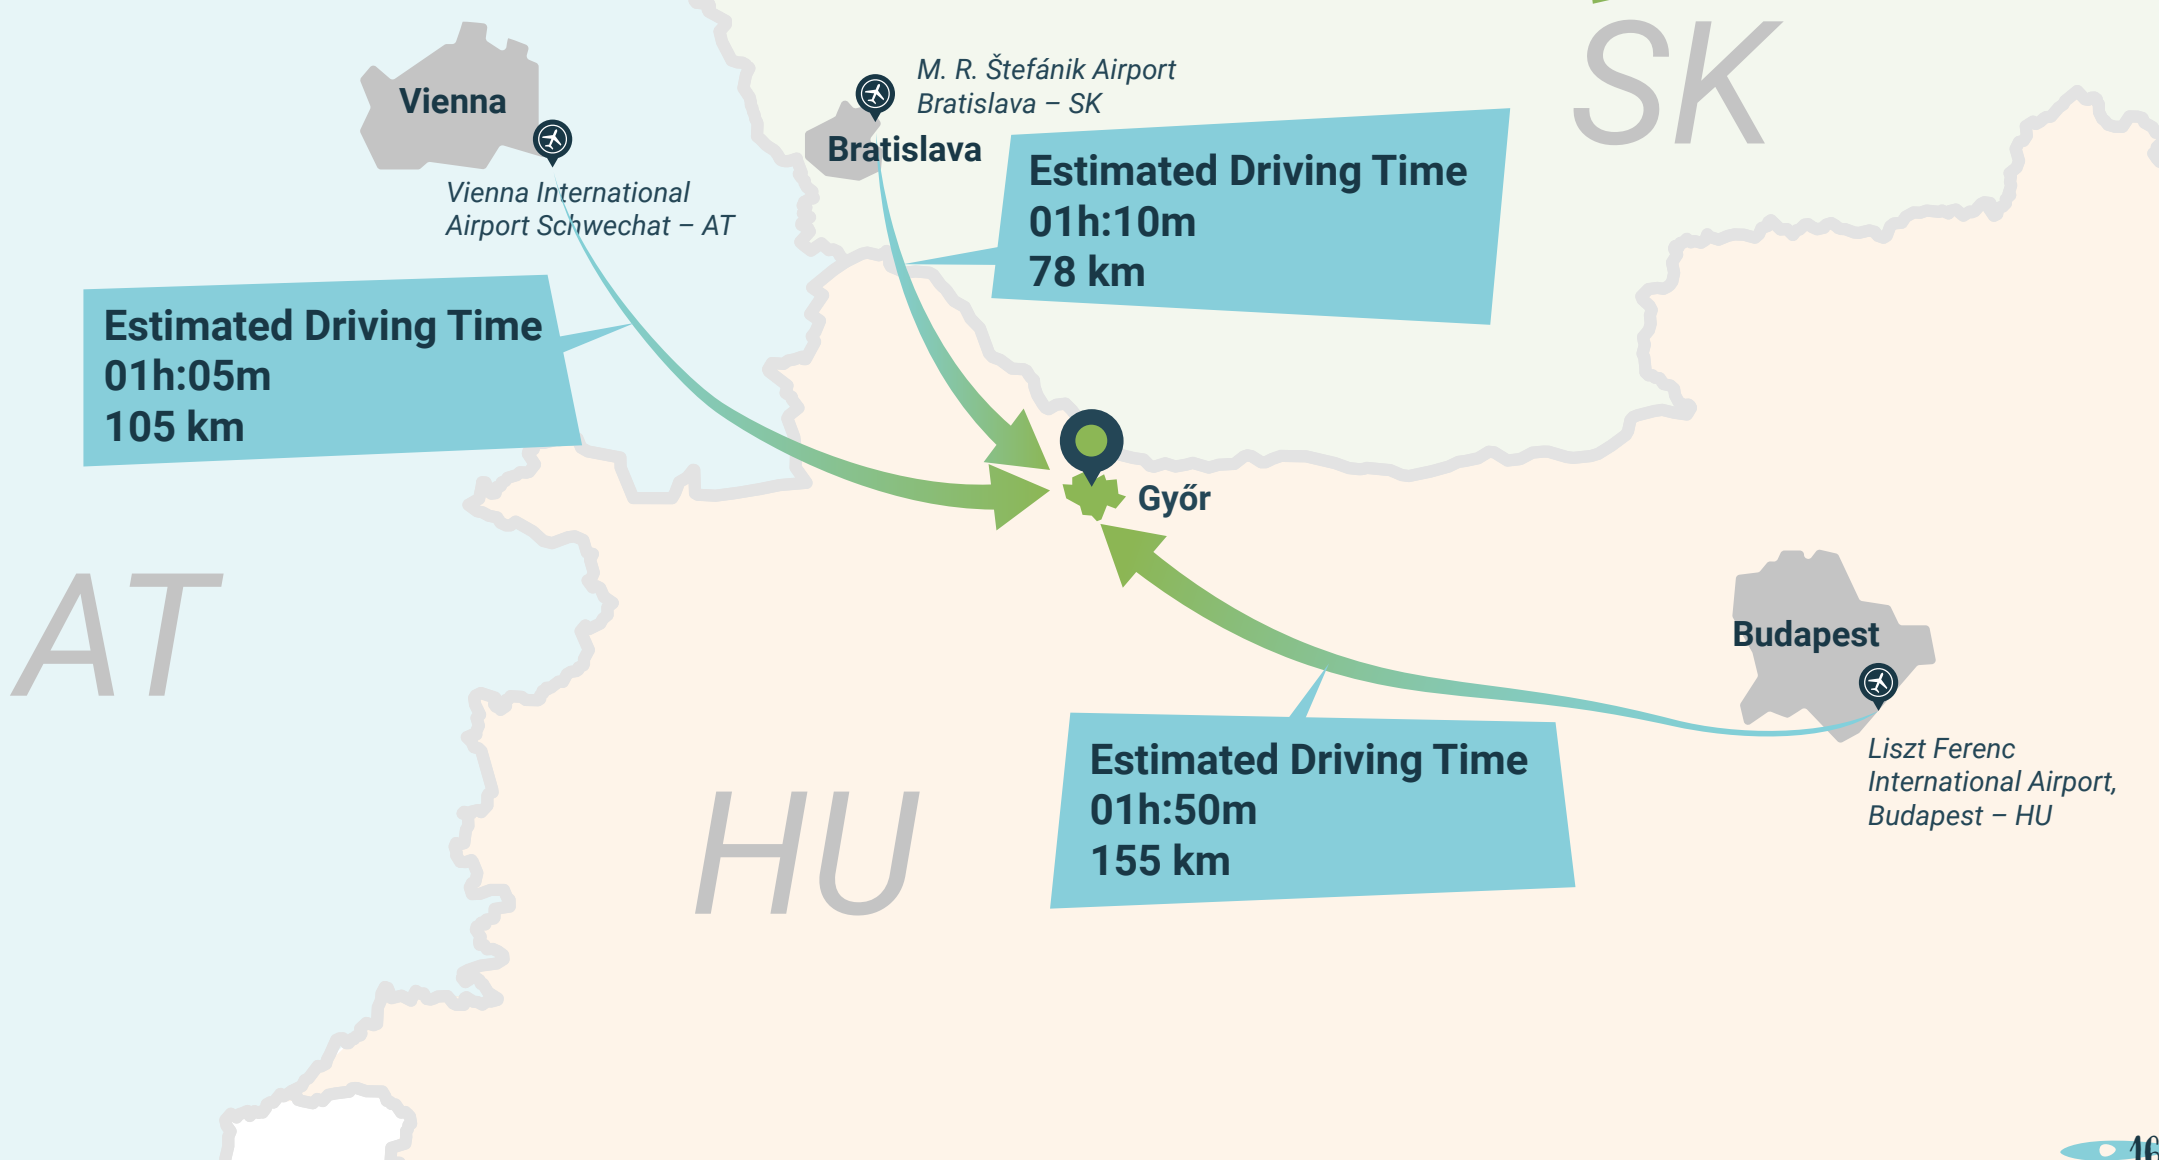 SK
Vienna
M. R. Štefánik Airport
Bratislava – SK
Bratislava
Vienna International
Airport Schwechat – AT
Estimated Driving Time
01h:10m
78 km
Estimated Driving Time
01h:05m
105 km
Győr
AT
Budapest
Liszt Ferenc
International Airport,
Budapest – HU
HU
Estimated Driving Time
01h:50m
155 km